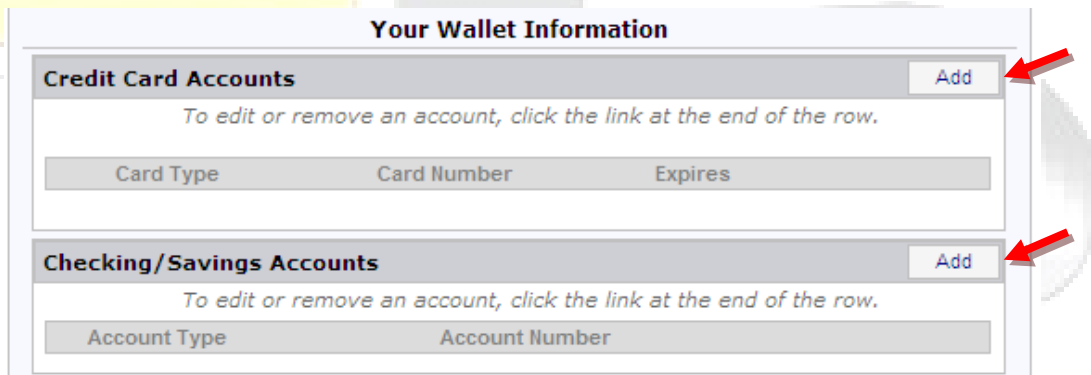 Your Wallet Information
Credit Card Accounts Add
To edit or remove an account, click the link at the end of the row.
Card Type Card Number Expires
Checking/Savings Accounts Add
To edit or remove an account, click the link at the end of the row.
Account Type Account Number